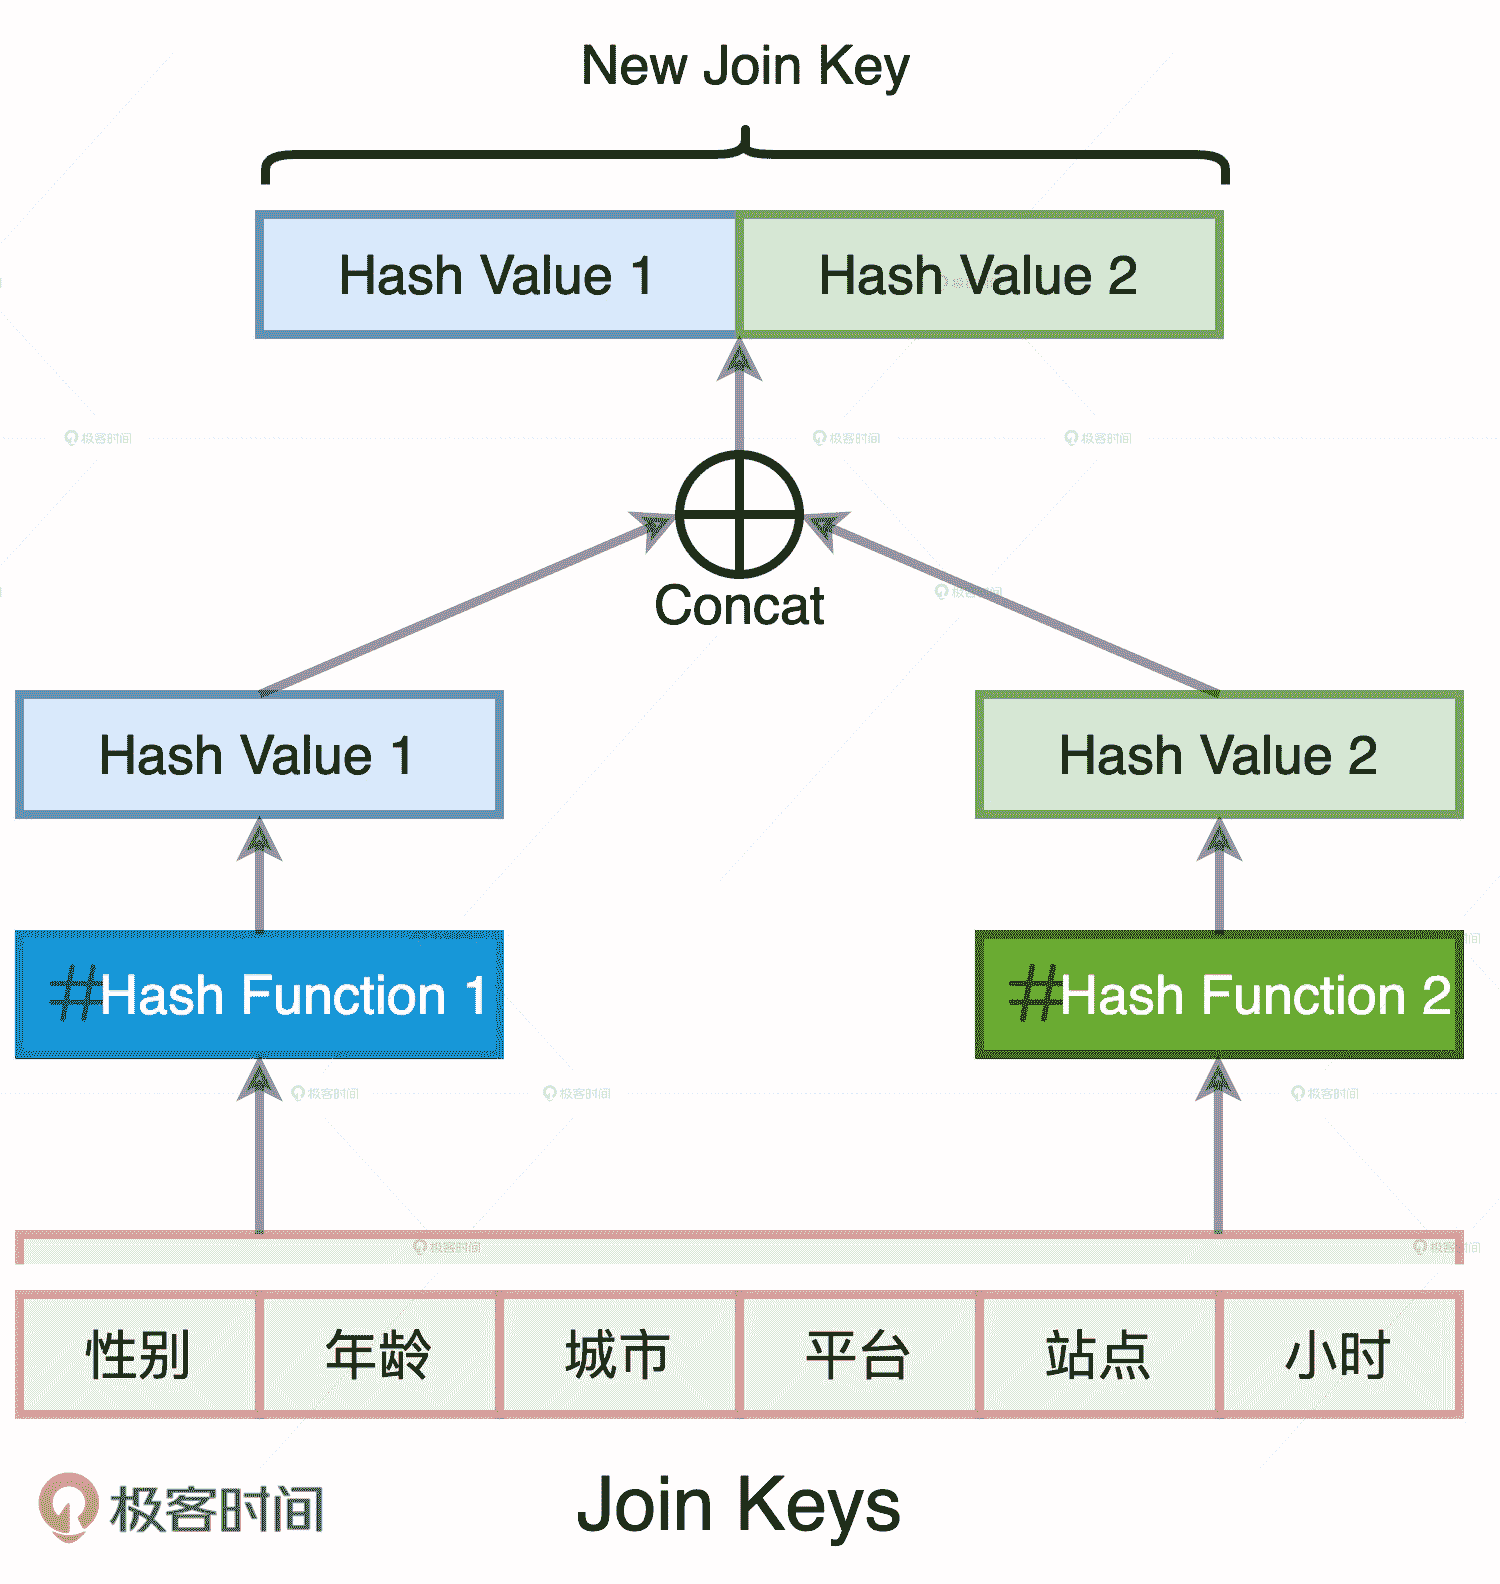 New Join Key
Hash Value 1
Hash Value 2
Concat
Hash Value 1
Hash Value 2
#Hash Function 1
#Hash Function 2
性别
年龄
城市
平台
站点
小时
极客时间
Join Keys